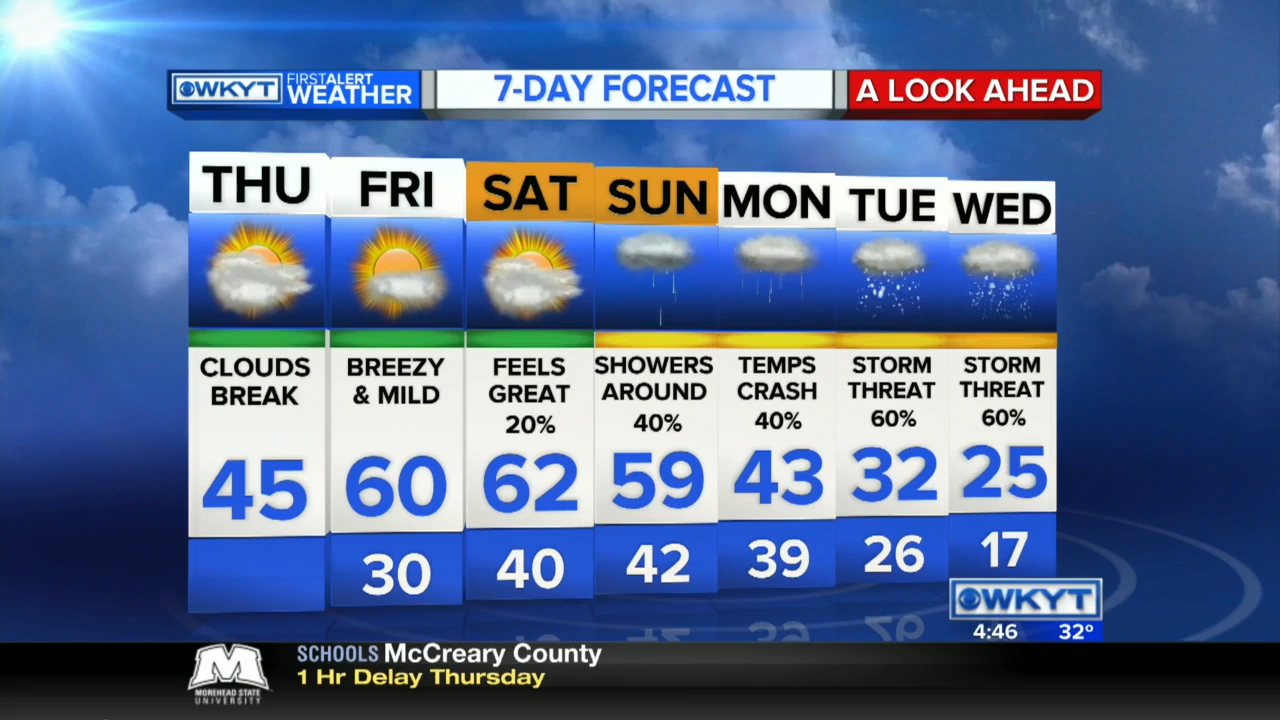 WKYT FIRST ALERT WEATHER
7-DAY FORECAST
A LOOK AHEAD
THU
CLOUDS
BREAK
45
FRI
BREEZY
& MILD
60
30
SAT
FEELS
GREAT
20%
62
40
SUN
SHOWERS
AROUND
40%
59
42
MON
TEMPS
CRASH
40%
43
39
TUE
STORM
THREAT
60%
32
26
WED
STORM
THREAT
60%
25
17
WKYT
4:46 32°
M
MOREHEAD STATE
UNIVERSITY
SCHOOLS McCreary County
1 Hr Delay Thursday